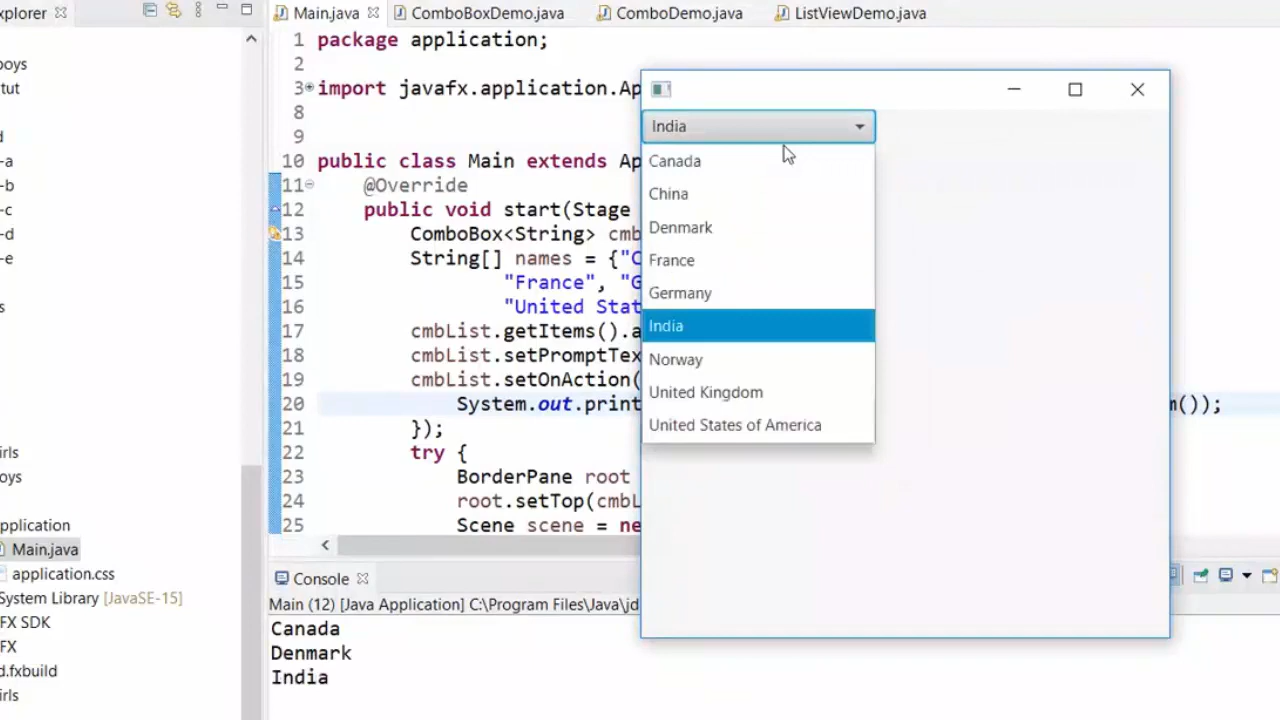 xplorer
Main.java
ComboBoxDemo.java
ComboDemo.java
ListViewDemo.java
oys
tut
d
-a
-b
-c
-d
-e
s
irls
oys
pplication
Main.java
application.css
System Library [JavaSE-15]
FX SDK
FX
d.fxbuild
irls
1 package application;
2
3 import javafx.application.Ap
8
9
10 public class Main extends Ap
11 @Override
12 public void start(Stage
13 ComboBox<String> cmb
14 String[] names = {"C
15 "France", "G
16 "United Stat
17 cmbList.getItems().a
18 cmbList.setPromptTex
19 cmbList.setOnAction(
20 System.out.print m());
21 });
22 try {
23 BorderPane root
24 root.setTop(cmbL
25 Scene scene = ne
India
Canada
China
Denmark
France
Germany
India
Norway
United Kingdom
United States of America
Console
Main (12) [Java Application] C:\Program Files\Java\jd
Canada
Denmark
India